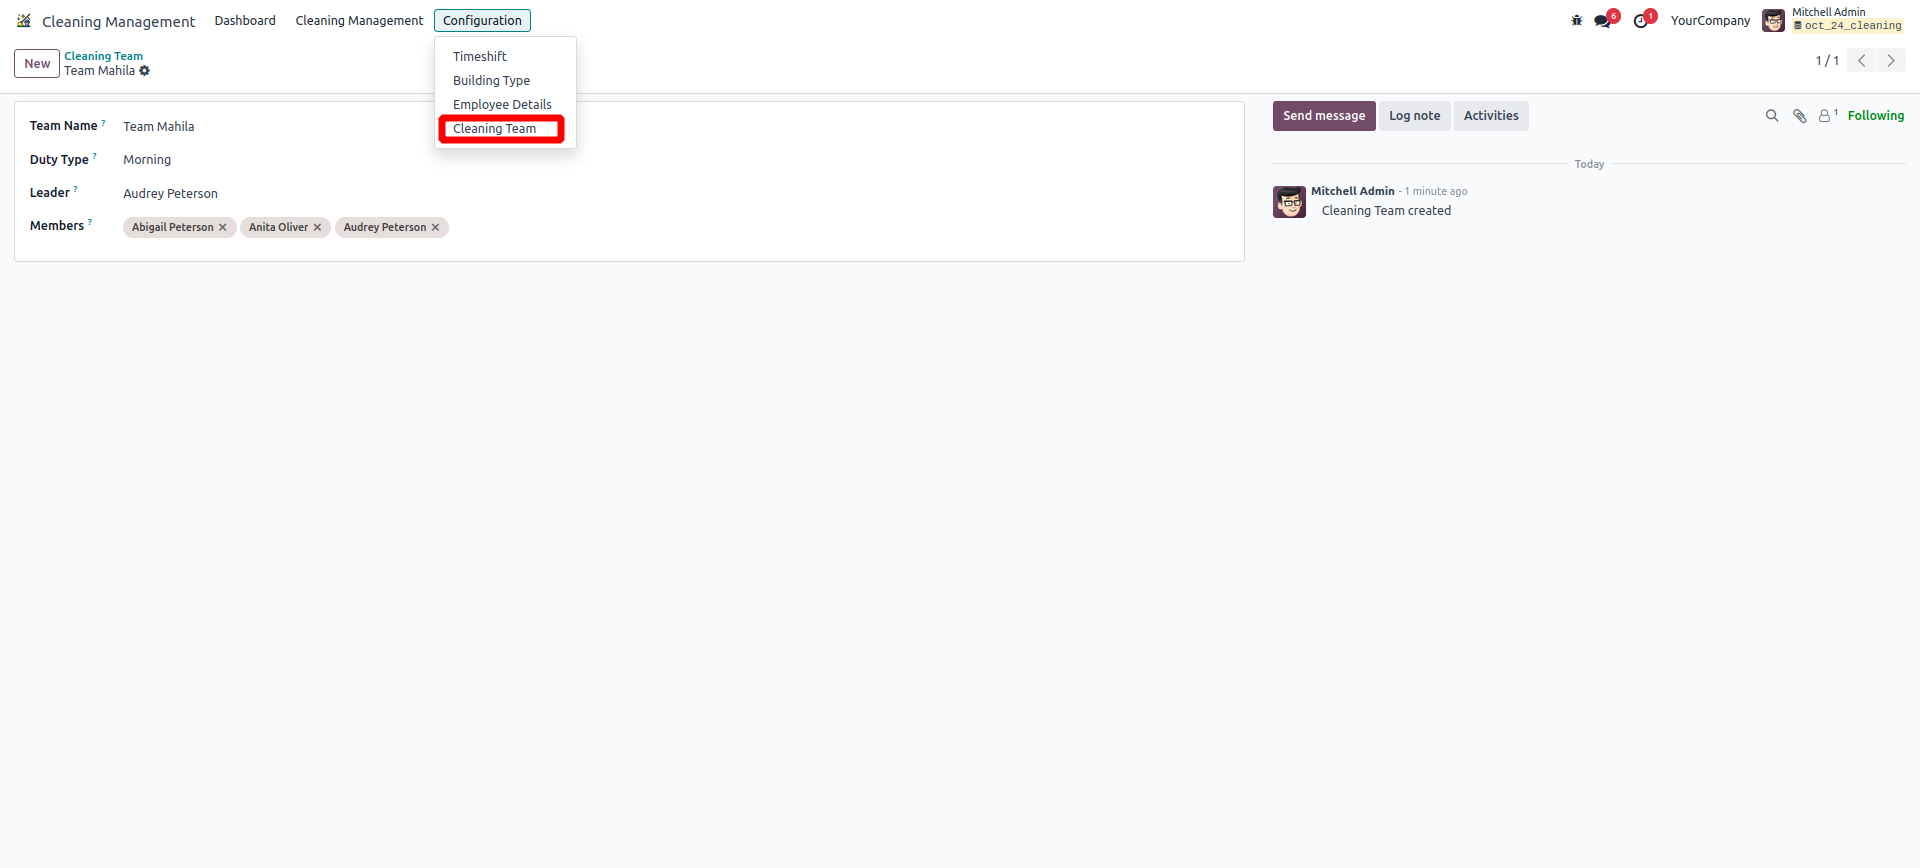 Cleaning Management Dashboard Cleaning Management Configuration 6 1 YourCompany Mitchell Admin
oct_24_cleaning
New Cleaning Team
Team Mahila
1 / 1
Timeshift
Building Type
Employee Details
Cleaning Team
Team Name ? Team Mahila
Duty Type ? Morning
Leader ? Audrey Peterson
Members ? Abigail Peterson × Anita Oliver × Audrey Peterson ×
Send message Log note Activities 1 Following
Today
Mitchell Admin - 1 minute ago
Cleaning Team created